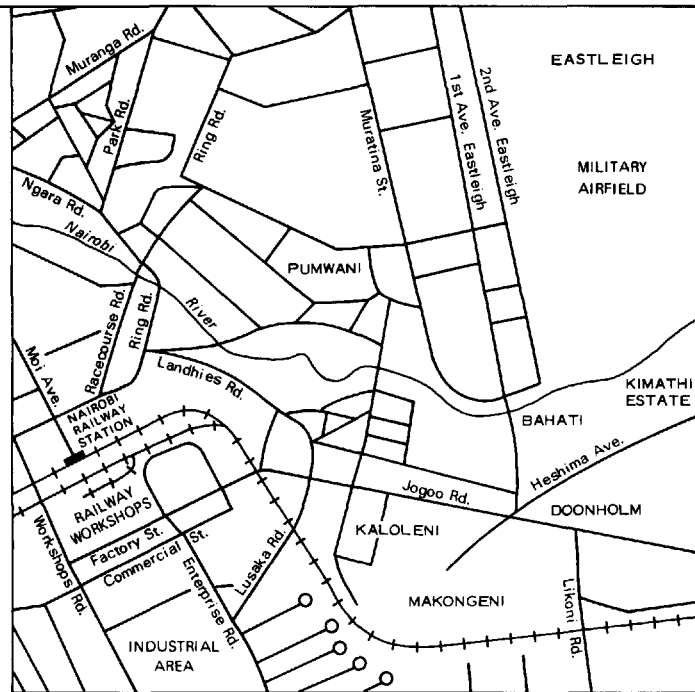 Muranga Rd.
Park Rd.
Ring Rd.
Muratina St.
1st Ave. Eastleigh
2nd Ave. Eastleigh
EASTLEIGH
MILITARY
AIRFIELD
Ngara Rd.
Nairobi
River
PUMWANI
Racecourse Rd.
Ring Rd.
Moi Ave.
Landhies Rd.
NAIROBI
RAILWAY
STATION
KIMATHI
ESTATE
BAHATI
Heshima Ave.
Jogoo Rd.
DOONHOLM
RAILWAY
WORKSHOPS
Factory St.
Commercial St.
KALOLENI
Workshops Rd.
Enterprise Rd.
Lusaka Rd.
MAKONGENI
Likoni Rd.
INDUSTRIAL
AREA